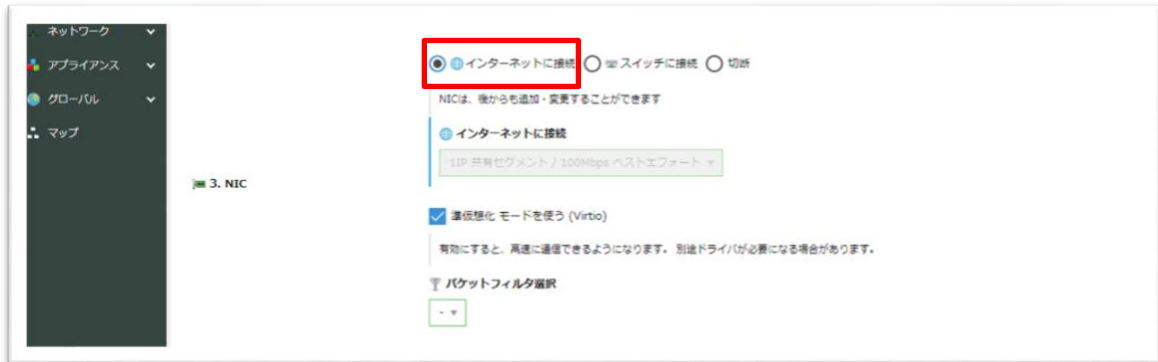 ネットワーク
アプライアンス
グローバル
マップ
3. NIC
インターネットに接続 スイッチに接続 切断
NICは、後からも追加・変更することができます
インターネットに接続
1IP 共有セグメント / 100Mbps ベストエフォート
準仮想化 モードを使う (Virtio)
有効にすると、高速に通信できるようになります。 別途ドライバが必要になる場合があります。
パケットフィルタ選択
-